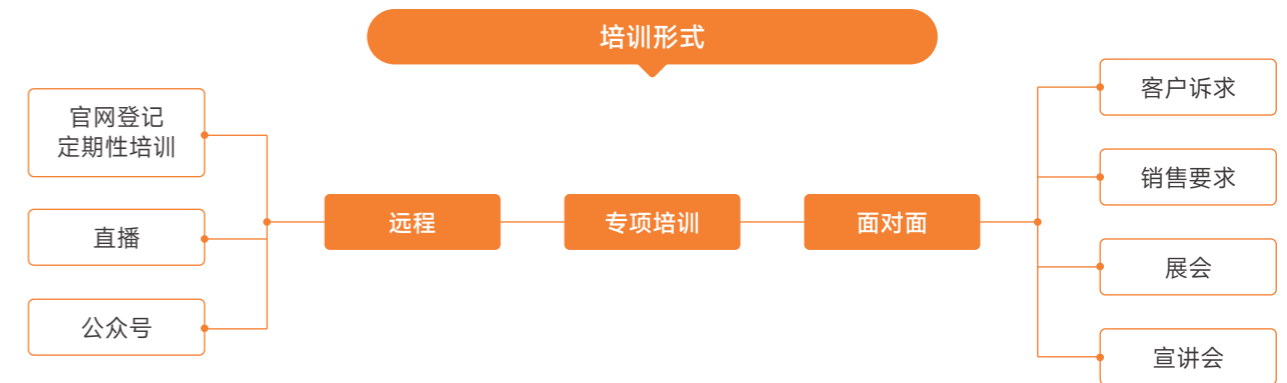 培训形式
官网登记
定期性培训
直播
公众号
远程
专项培训
面对面
客户诉求
销售要求
展会
宣讲会